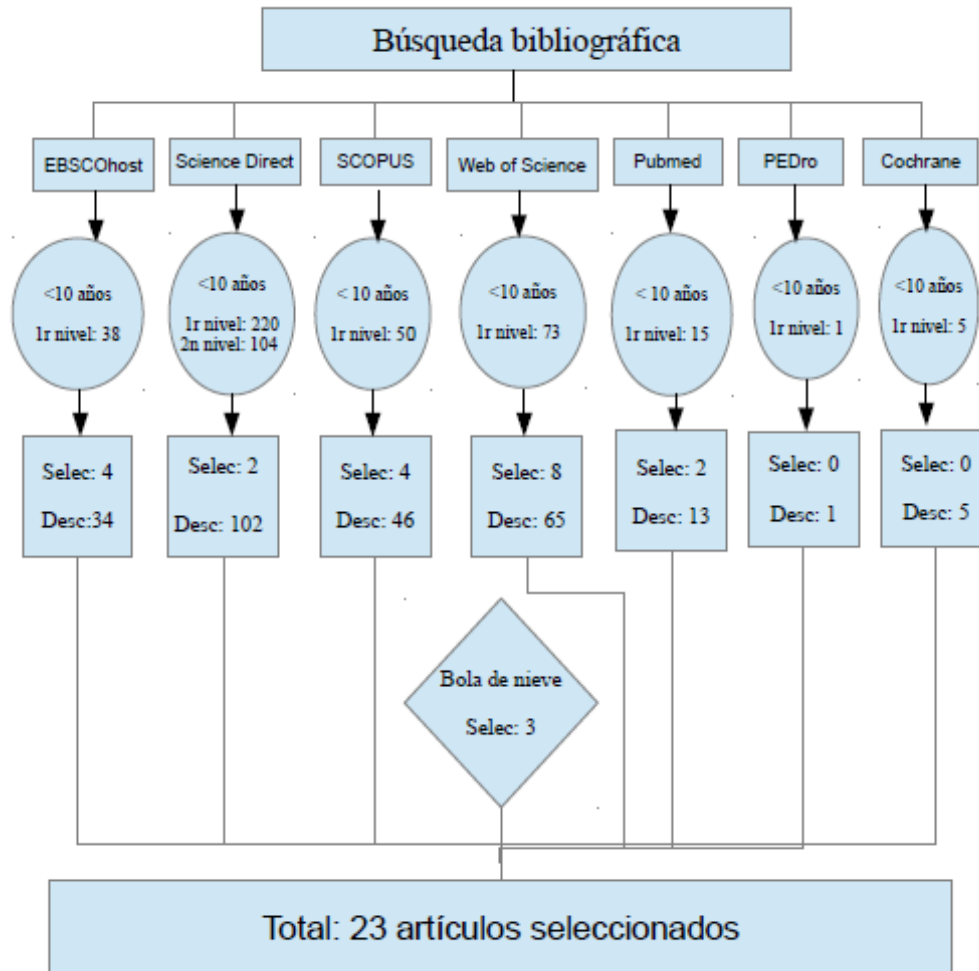 Búsqueda bibliográfica
EBSCOhost
Science Direct
SCOPUS
Web of Science
Pubmed
PEDro
Cochrane
<10 años
1r nivel: 38
<10 años
1r nivel: 220
2n nivel: 104
< 10 años
1r nivel: 50
<10 años
1r nivel: 73
< 10 años
1r nivel: 15
<10 años
1r nivel: 1
<10 años
1r nivel: 5
Selec: 4
Desc:34
Selec: 2
Desc: 102
Selec: 4
Desc: 46
Selec: 8
Desc: 65
Selec: 2
Desc: 13
Selec: 0
Desc: 1
Selec: 0
Desc: 5
Bola de nieve
Selec: 3
Total: 23 artículos seleccionados